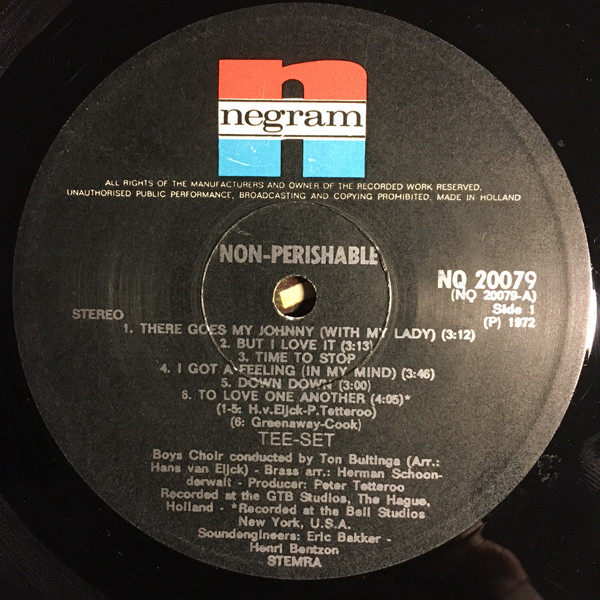 negram
ALL RIGHTS OF THE MANUFACTURERS AND OWNER OF THE RECORDED WORK RESERVED.
UNAUTHORISED PUBLIC PERFORMANCE, BROADCASTING AND COPYING PROHIBITED. MADE IN HOLLAND
NON-PERISHABLE
NQ 20079
(NQ 20079-A)
Side 1
(P) 1972
STEREO
1. THERE GOES MY JOHNNY (WITH MY LADY) (3:12)
2. BUT I LOVE IT (3:13)
3. TIME TO STOP
4. I GOT A FEELING (IN MY MIND) (3:46)
5. DOWN DOWN (3:00)
6. TO LOVE ONE ANOTHER (4:05)*
(1-5: H.v.Eijck-P.Tetteroo)
(6: Greenaway-Cook)
TEE-SET
Boys Choir conducted by Ton Bultinga (Arr.:
Hans van Eijck) - Brass arr.: Herman Schoon-
derwalt - Producer: Peter Tetteroo
Recorded at the GTB Studios, The Hague,
Holland - *Recorded at the Bell Studios
New York, U.S.A.
Soundengineers: Eric Bakker -
Henri Bentzon
STEMRA